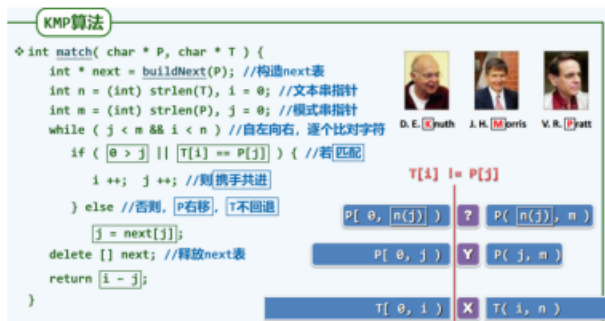 KMP算法
int match( char * P, char * T ) {
int * next = buildNext(P); //构造next表
int n = (int) strlen(T), i = 0; //文本串指针
int m = (int) strlen(P), j = 0; //模式串指针
while ( j < m && i < n ) //自左向右，逐个比对字符
if ( 0 > j || T[i] == P[j] ) { //若匹配
i ++; j ++; //则携手共进
} else //否则，P右移，T不回退
j = next[j];
delete [] next; //释放next表
return i - j;
}
D. E. Knuth
J. H. Morris
V. R. Pratt
T[i] != P[j]
P[ 0, n(j) ) ? P( n(j), m )
P[ 0, j ) Y P( j, m )
T[ 0, i ) X T( i, n )